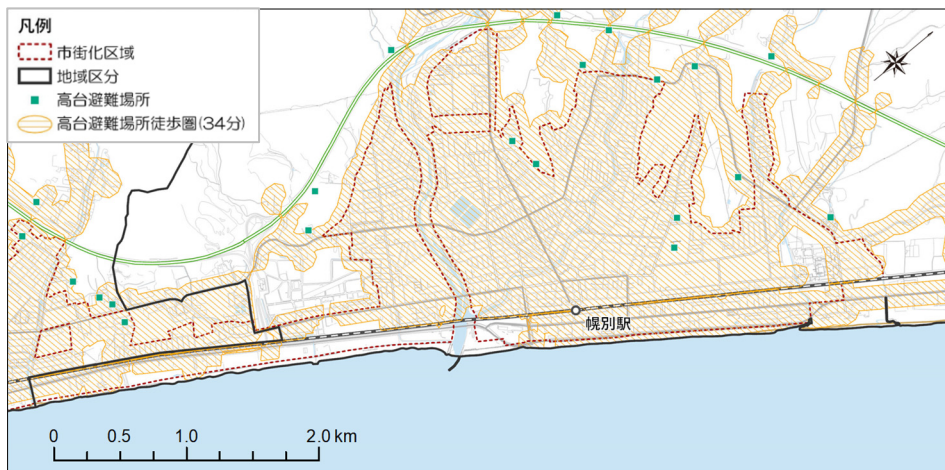 凡例
市街化区域
地域区分
高台避難場所
高台避難場所徒歩圏(34分)
幌別駅
0 0.5 1.0 2.0 km